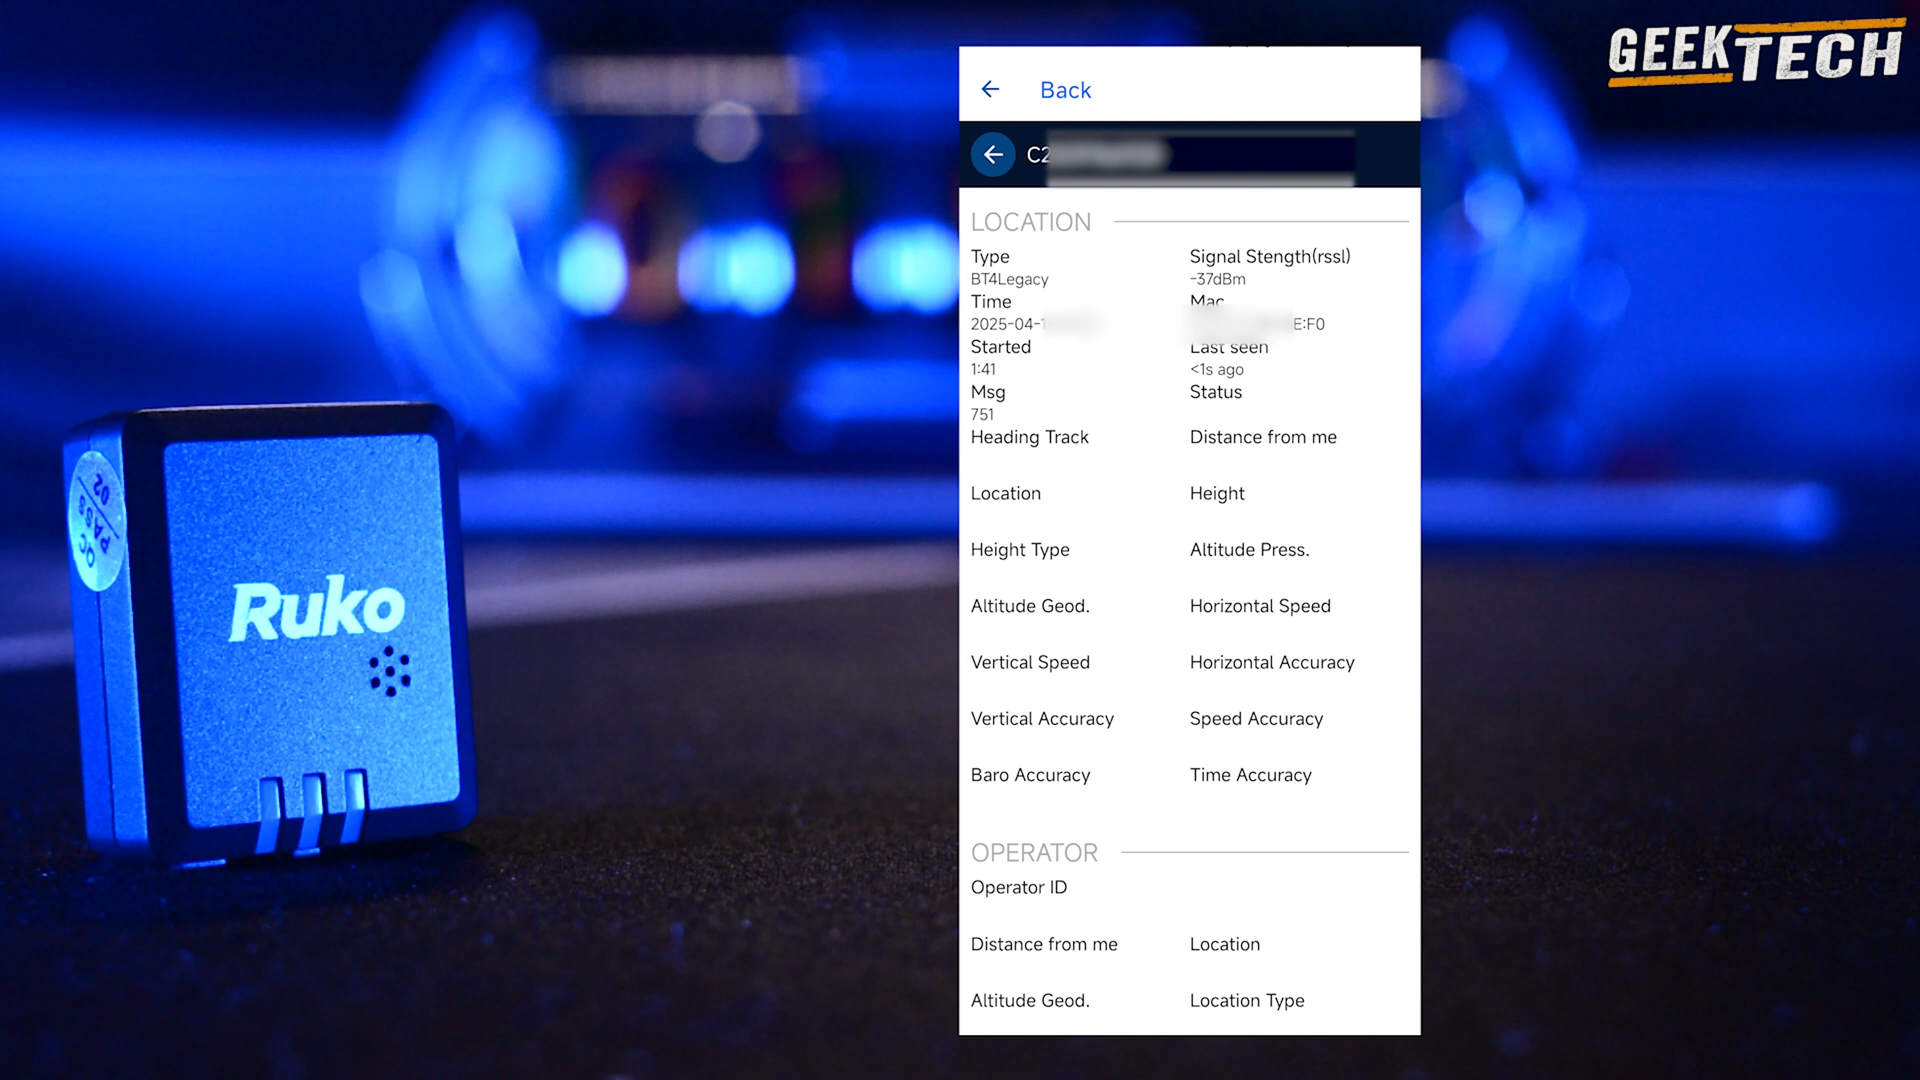 GEEKTECH
Back
C2
LOCATION
Type
Signal Stength(rssl)
BT4Legacy
-37dBm
Time
Mac
2025-04-1
E:F0
Started
Last seen
1:41
<1s ago
Msg
Status
751
Heading Track
Distance from me
Location
Height
Height Type
Altitude Press.
Altitude Geod.
Horizontal Speed
Vertical Speed
Horizontal Accuracy
Vertical Accuracy
Speed Accuracy
Baro Accuracy
Time Accuracy
OPERATOR
Operator ID
Distance from me
Location
Altitude Geod.
Location Type
QC
PASS
02
Ruko